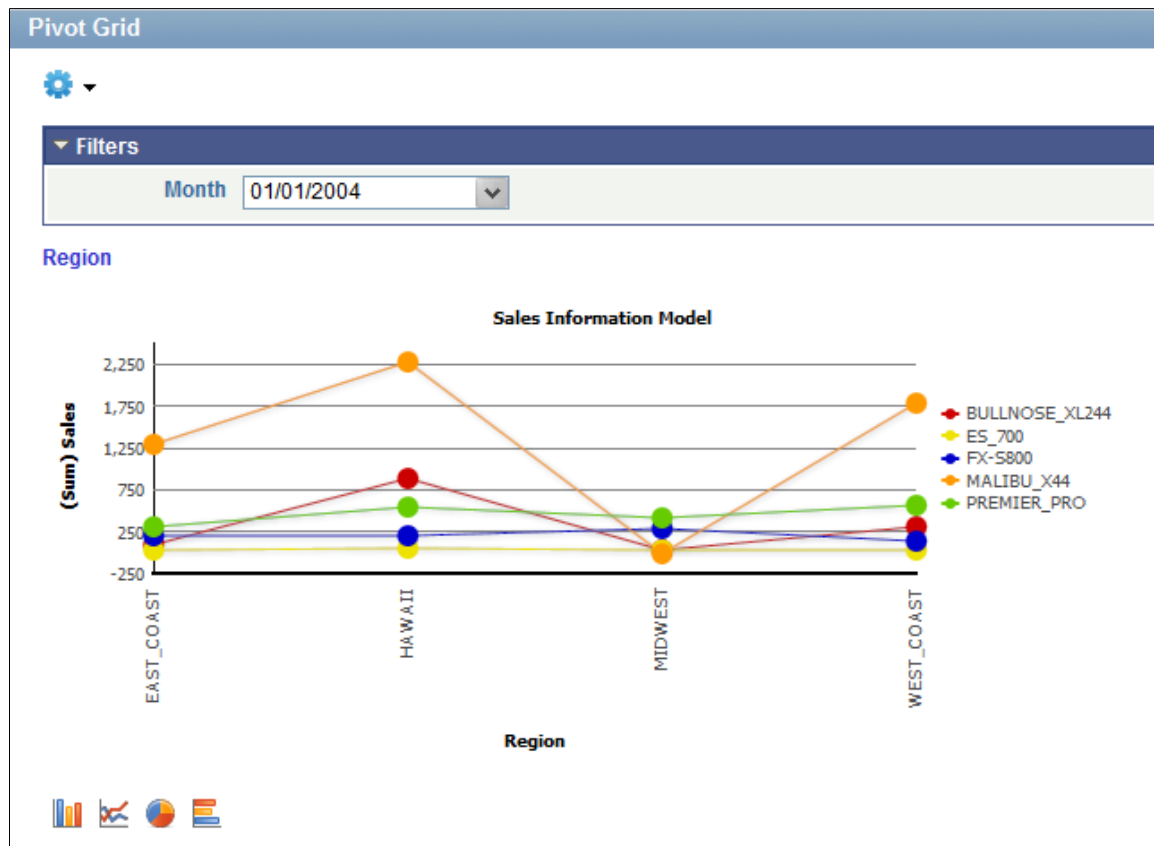 Pivot Grid
Filters
Month 01/01/2004
Region
Sales Information Model
(Sum) Sales
2,250
1,750
1,250
750
250
-250
EAST_COAST
HAWAII
MIDWEST
WEST_COAST
Region
BULLNOSE_XL244
ES_700
FX-S800
MALIBU_X44
PREMIER_PRO